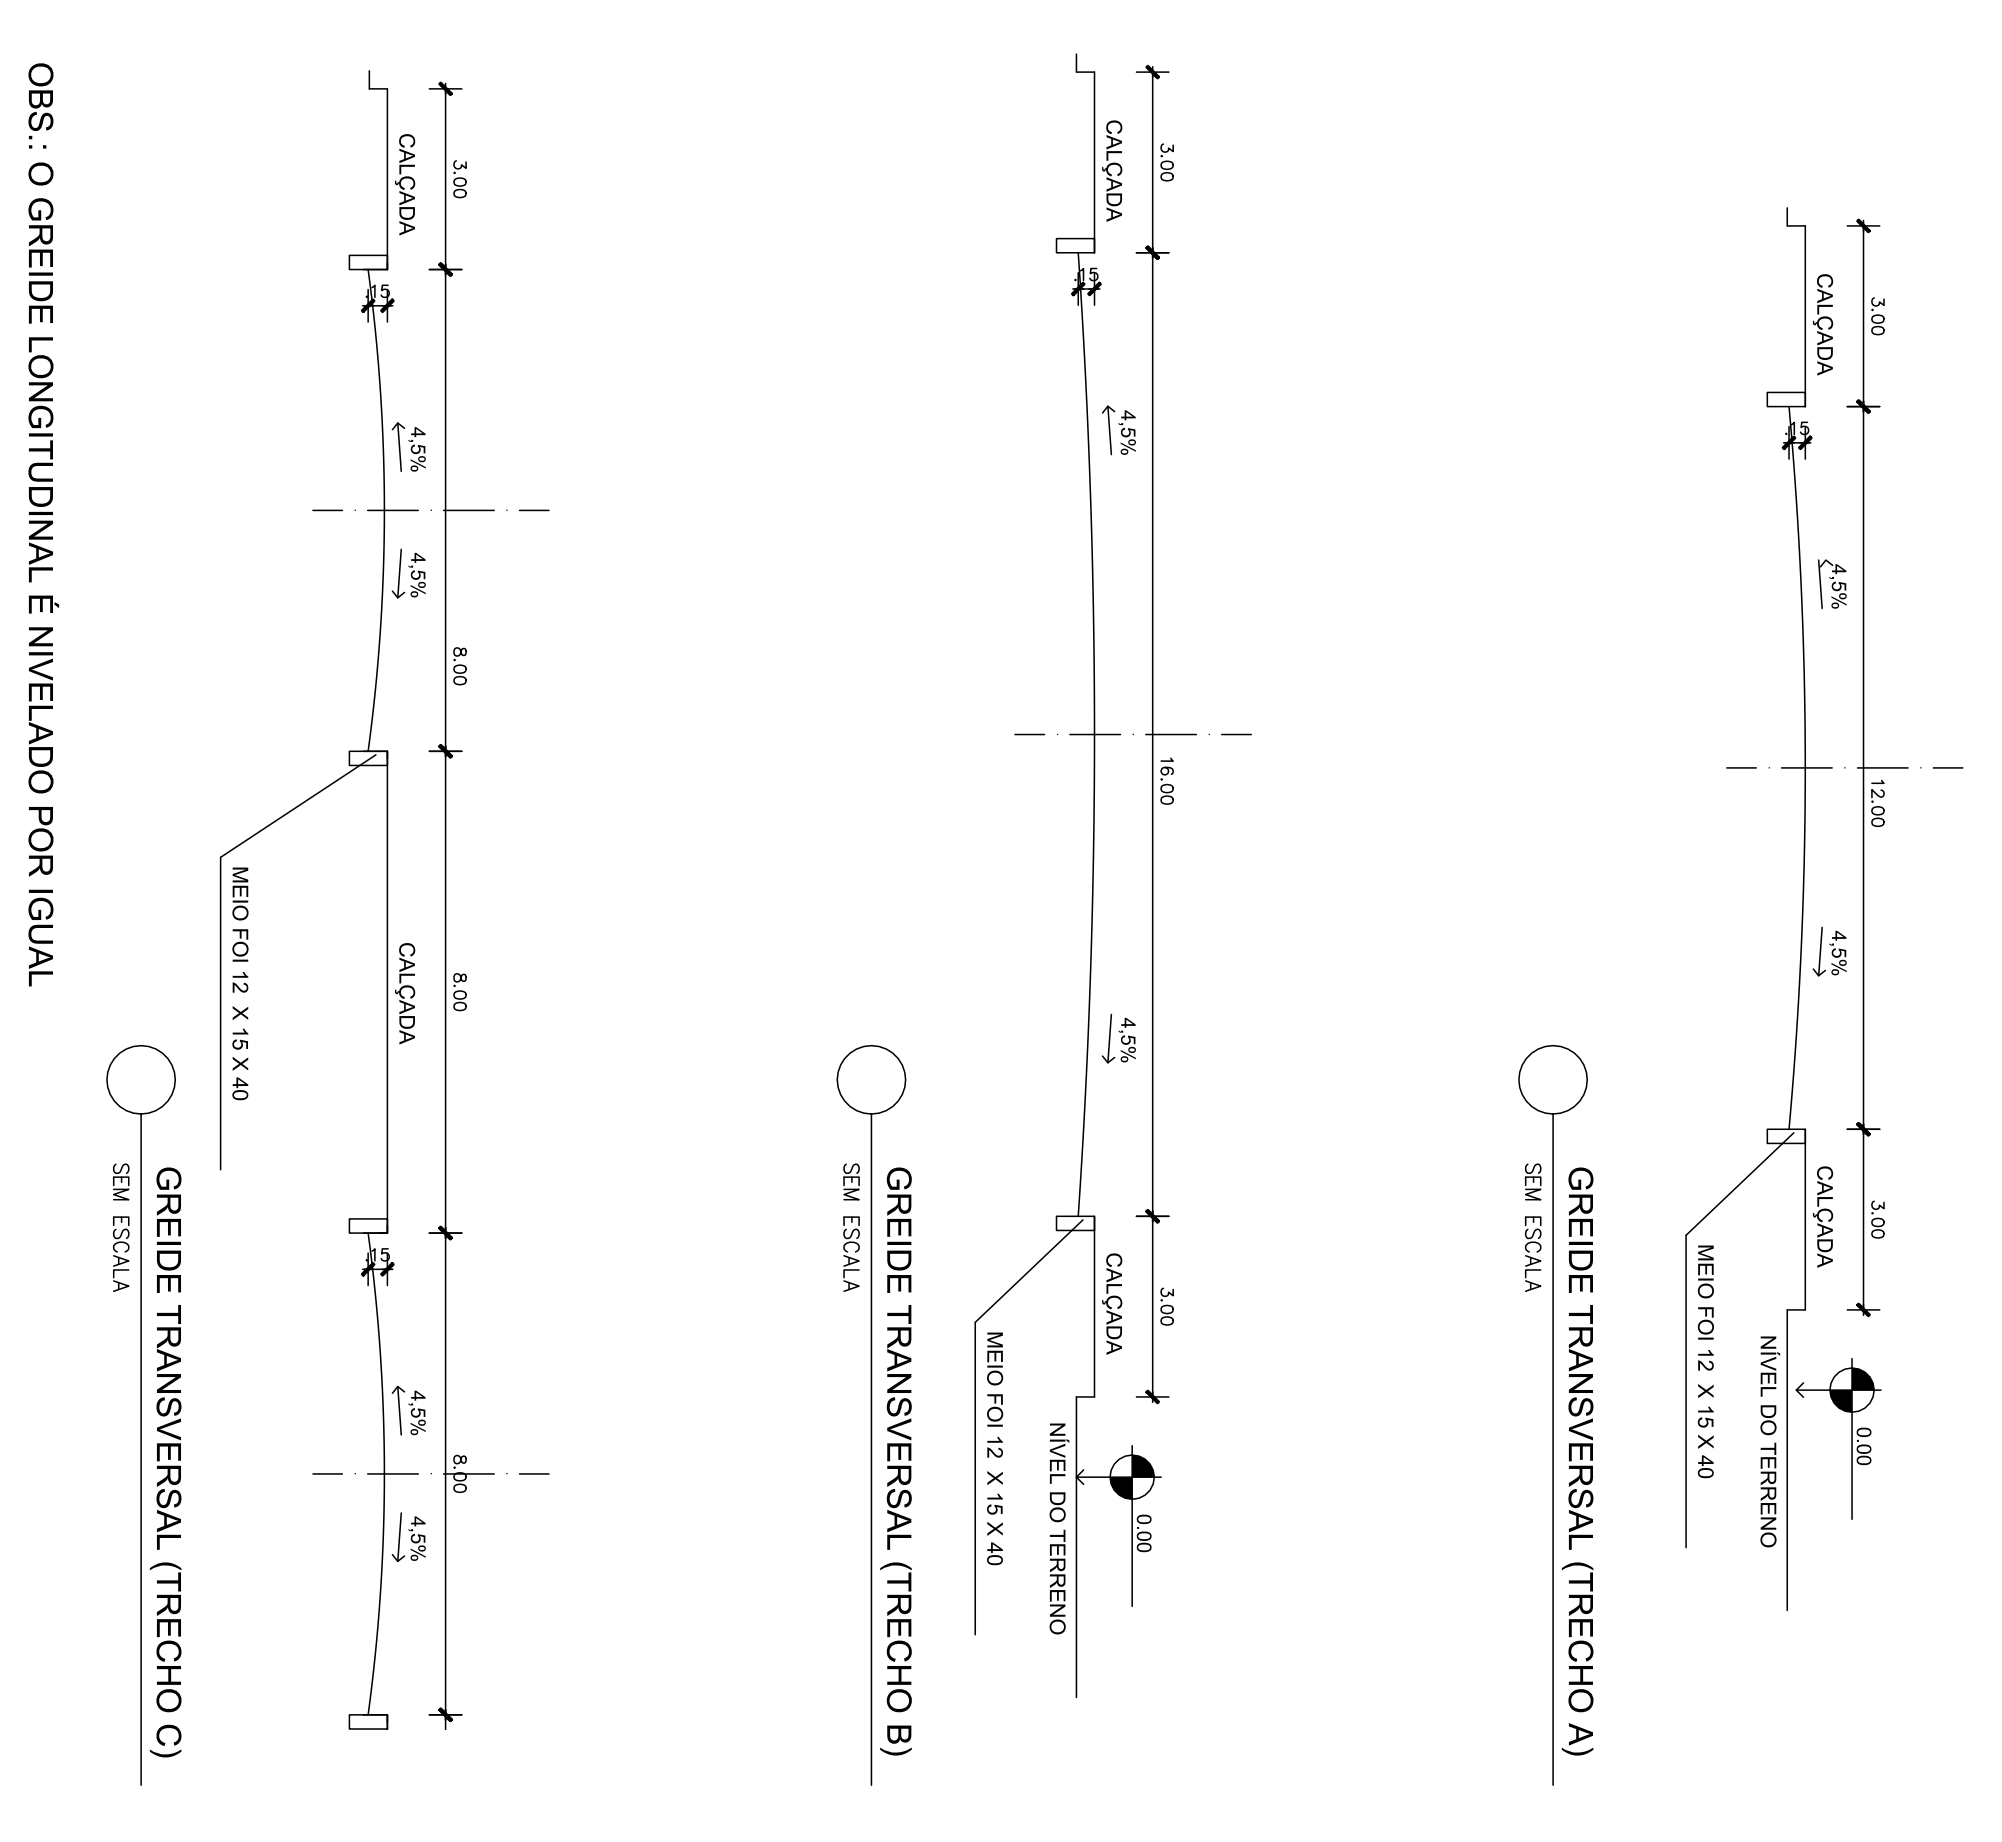 3.00
12.00
3.00
CALÇADA
.15
4,5%
4,5%
CALÇADA
0.00
NÍVEL DO TERRENO
MEIO FOI 12 X 15 X 40
GREIDE TRANSVERSAL (TRECHO A)
SEM ESCALA
3.00
16.00
3.00
CALÇADA
.15
4,5%
4,5%
CALÇADA
0.00
NÍVEL DO TERRENO
MEIO FOI 12 X 15 X 40
GREIDE TRANSVERSAL (TRECHO B)
SEM ESCALA
3.00
8.00
8.00
8.00
CALÇADA
.15
4,5%
4,5%
CALÇADA
.15
4,5%
4,5%
MEIO FOI 12 X 15 X 40
GREIDE TRANSVERSAL (TRECHO C)
SEM ESCALA
OBS.: O GREIDE LONGITUDINAL É NIVELADO POR IGUAL